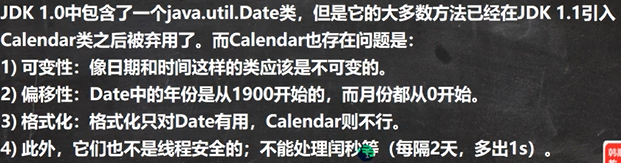 JDK 1.0中包含了一个java.util.Date类，但是它的大多数方法已经在JDK 1.1引入
Calendar类之后被弃用了。而Calendar也存在问题是：
1) 可变性：像日期和时间这样的类应该是不可变的。
2) 偏移性：Date中的年份是从1900开始的，而月份都从0开始。
3) 格式化：格式化只对Date有用，Calendar则不行。
4) 此外，它们也不是线程安全的；不能处理闰秒等（每隔2天，多出1s）。